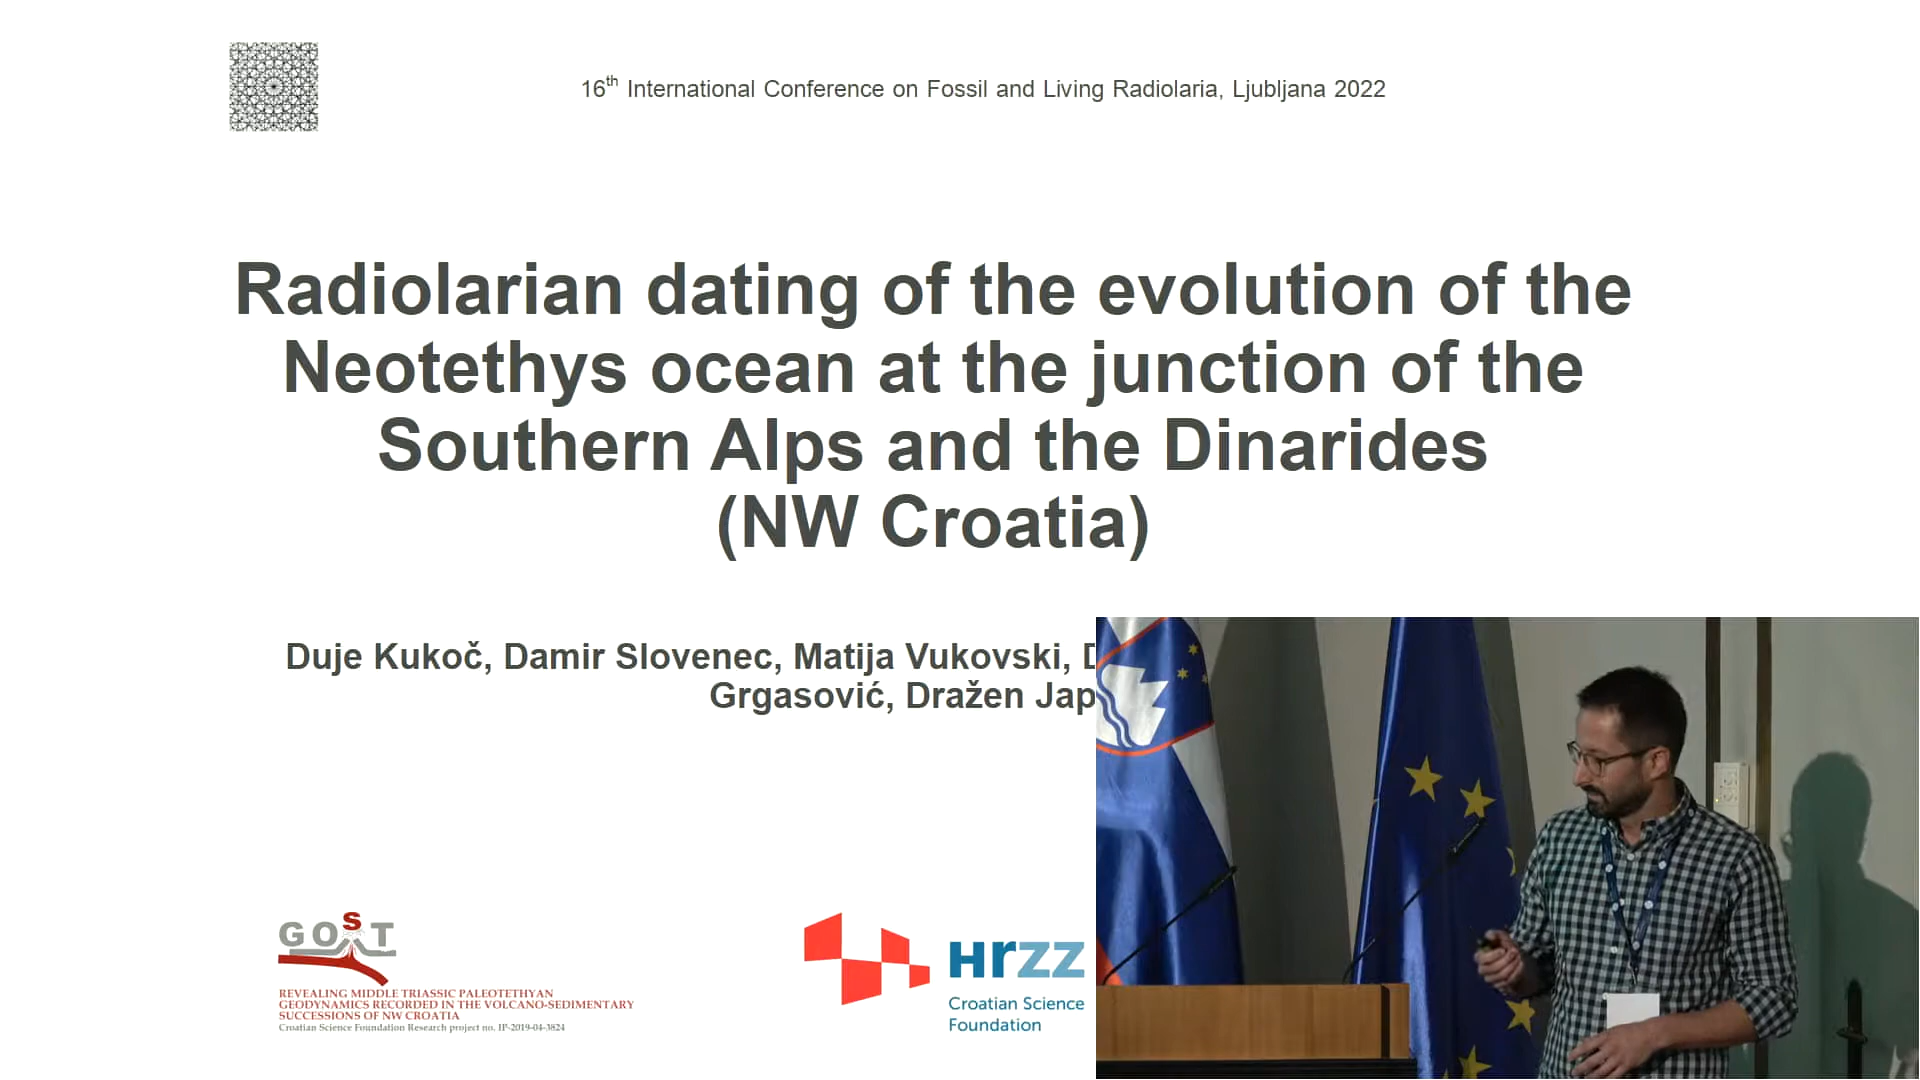 16th International Conference on Fossil and Living Radiolaria, Ljubljana 2022
Radiolarian dating of the evolution of the
Neotethys ocean at the junction of the
Southern Alps and the Dinarides
(NW Croatia)
Duje Kukoč, Damir Slovenec, Matija Vukovski,
Grgasović, Dražen
GOST
REVEALING MIDDLE TRIASSIC PALEOTETHYAN
GEODYNAMICS RECORDED IN THE VOLCANO-SEDIMENTARY
SUCCESSIONS OF NW CROATIA
Croatian Science Foundation Research project no. IP-2019-04-3824
HRZZ
Croatian Science
Foundation